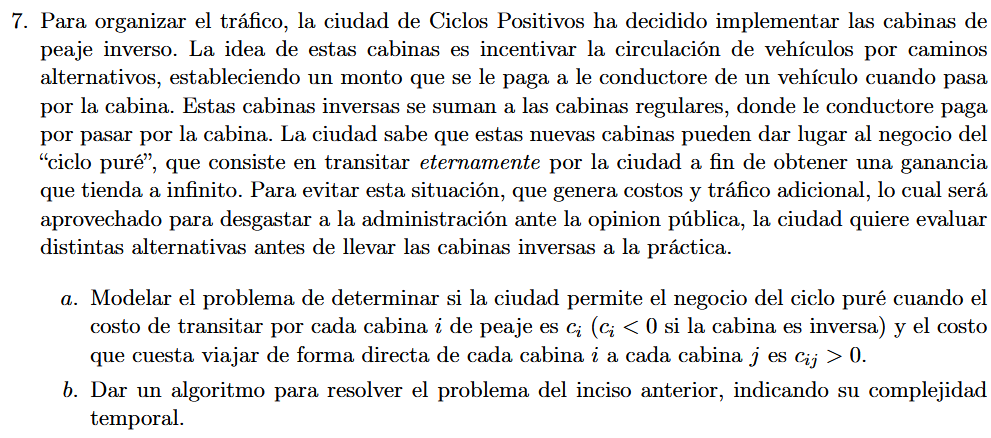 7. Para organizar el tráfico, la ciudad de Ciclos Positivos ha decidido implementar las cabinas de
peaje inverso. La idea de estas cabinas es incentivar la circulación de vehículos por caminos
alternativos, estableciendo un monto que se le paga a le conductore de un vehículo cuando pasa
por la cabina. Estas cabinas inversas se suman a las cabinas regulares, donde le conductore paga
por pasar por la cabina. La ciudad sabe que estas nuevas cabinas pueden dar lugar al negocio del
“ciclo puré”, que consiste en transitar eternamente por la ciudad a fin de obtener una ganancia
que tienda a infinito. Para evitar esta situación, que genera costos y tráfico adicional, lo cual será
aprovechado para desgastar a la administración ante la opinion pública, la ciudad quiere evaluar
distintas alternativas antes de llevar las cabinas inversas a la práctica.
a. Modelar el problema de determinar si la ciudad permite el negocio del ciclo puré cuando el
costo de transitar por cada cabina i de peaje es c_i (c_i < 0 si la cabina es inversa) y el costo
que cuesta viajar de forma directa de cada cabina i a cada cabina j es c_{ij} > 0.
b. Dar un algoritmo para resolver el problema del inciso anterior, indicando su complejidad
temporal.